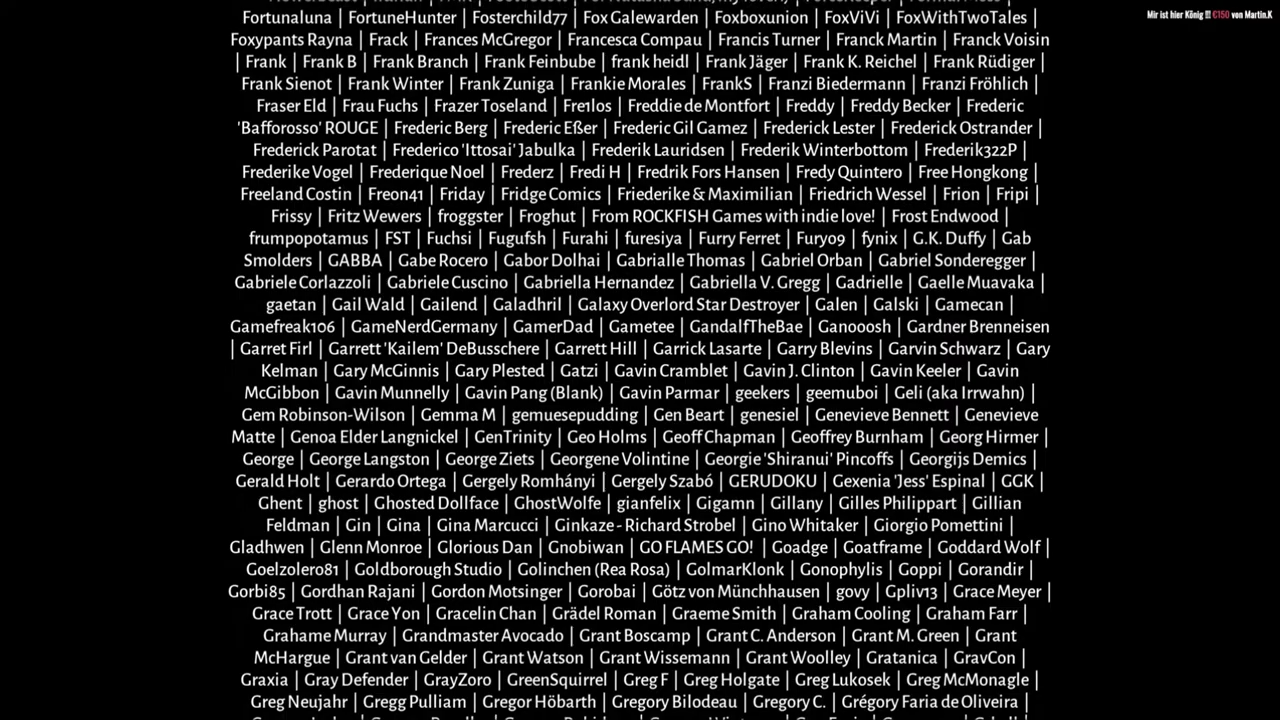 Mir ist hier König !!! €150 von Martin.K
Fortunaluna | FortuneHunter | Fosterchild77 | Fox Galewarden | Foxboxunion | FoxViVi | FoxWithTwoTales |
Foxypants Rayna | Frack | Frances McGregor | Francesca Compau | Francis Turner | Franck Martin | Franck Voisin
| Frank | Frank B | Frank Branch | Frank Feinbube | frank heidl | Frank Jäger | Frank K. Reichel | Frank Rüdiger |
Frank Sienot | Frank Winter | Frank Zuniga | Frankie Morales | FrankS | Franzi Biedermann | Franzi Fröhlich |
Fraser Eld | Frau Fuchs | Frazer Toseland | Fre1los | Freddie de Montfort | Freddy | Freddy Becker | Frederic
'Bafforosso' ROUGE | Frederic Berg | Frederic Eßer | Frederic Gil Gamez | Frederick Lester | Frederick Ostrander |
Frederick Parotat | Frederico 'Ittosai' Jabulka | Frederik Lauridsen | Frederik Winterbottom | Frederik322P |
Frederike Vogel | Frederique Noel | Frederz | Fredi H | Fredrik Fors Hansen | Fredy Quintero | Free Hongkong |
Freeland Costin | Freon41 | Friday | Fridge Comics | Friederike & Maximilian | Friedrich Wessel | Frion | Fripi |
Frissy | Fritz Wewers | froggster | Froghut | From ROCKFISH Games with indie love! | Frost Endwood |
frumpopotamus | FST | Fuchsi | Fugufsh | Furahi | furesiya | Furry Ferret | Fury09 | fynix | G.K. Duffy | Gab
Smolders | GABBA | Gabe Rocero | Gabor Dolhai | Gabrialle Thomas | Gabriel Orban | Gabriel Sonderegger |
Gabriele Corlazzoli | Gabriele Cuscino | Gabriella Hernandez | Gabriella V. Gregg | Gadrielle | Gaelle Muavaka |
gaetan | Gail Wald | Gailend | Galadhril | Galaxy Overlord Star Destroyer | Galen | Galski | Gamecan |
Gamefreak106 | GameNerdGermany | GamerDad | Gametee | GandalfTheBae | Ganooosh | Gardner Brenneisen
| Garret Firl | Garrett 'Kailem' DeBusschere | Garrett Hill | Garrick Lasarte | Garry Blevins | Garvin Schwarz | Gary
Kelman | Gary McGinnis | Gary Plested | Gatzi | Gavin Cramblet | Gavin J. Clinton | Gavin Keeler | Gavin
McGibbon | Gavin Munnelly | Gavin Pang (Blank) | Gavin Parmar | geekers | geemuboi | Geli (aka Irrwahn) |
Gem Robinson-Wilson | Gemma M | gemuesepudding | Gen Beart | genesiel | Genevieve Bennett | Genevieve
Matte | Genoa Elder Langnickel | GenTrinity | Geo Holms | Geoff Chapman | Geoffrey Burnham | Georg Hirmer |
George | George Langston | George Ziets | Georgene Volintine | Georgie 'Shiranui' Pincoffs | Georgijs Demics |
Gerald Holt | Gerardo Ortega | Gergely Romhányi | Gergely Szabó | GERUDOKU | Gexenia 'Jess' Espinal | GGK |
Ghent | ghost | Ghosted Dollface | GhostWolfe | gianfelix | Gigamn | Gillany | Gilles Philippart | Gillian
Feldman | Gin | Gina | Gina Marcucci | Ginkaze - Richard Strobel | Gino Whitaker | Giorgio Pomettini |
Gladhwen | Glenn Monroe | Glorious Dan | Gnobiwan | GO FLAMES GO! | Goadge | Goatframe | Goddard Wolf |
Goelzolero81 | Goldborough Studio | Golinchen (Rea Rosa) | GolmarKlonk | Gonophylis | Goppi | Gorandir |
Gorbi85 | Gordhan Rajani | Gordon Motsinger | Gorobai | Götz von Münchhausen | govy | Gpliv13 | Grace Meyer |
Grace Trott | Grace Yon | Gracelin Chan | Grädel Roman | Graeme Smith | Graham Cooling | Graham Farr |
Grahame Murray | Grandmaster Avocado | Grant Boscamp | Grant C. Anderson | Grant M. Green | Grant
McHargue | Grant van Gelder | Grant Watson | Grant Wissemann | Grant Woolley | Gratanica | GravCon |
Graxia | Gray Defender | GrayZoro | GreenSquirrel | Greg F | Greg Holgate | Greg Lukosek | Greg McMonagle |
Greg Neujahr | Gregg Pulliam | Gregor Höbarth | Gregory Bilodeau | Gregory C. | Grégory Faria de Oliveira |